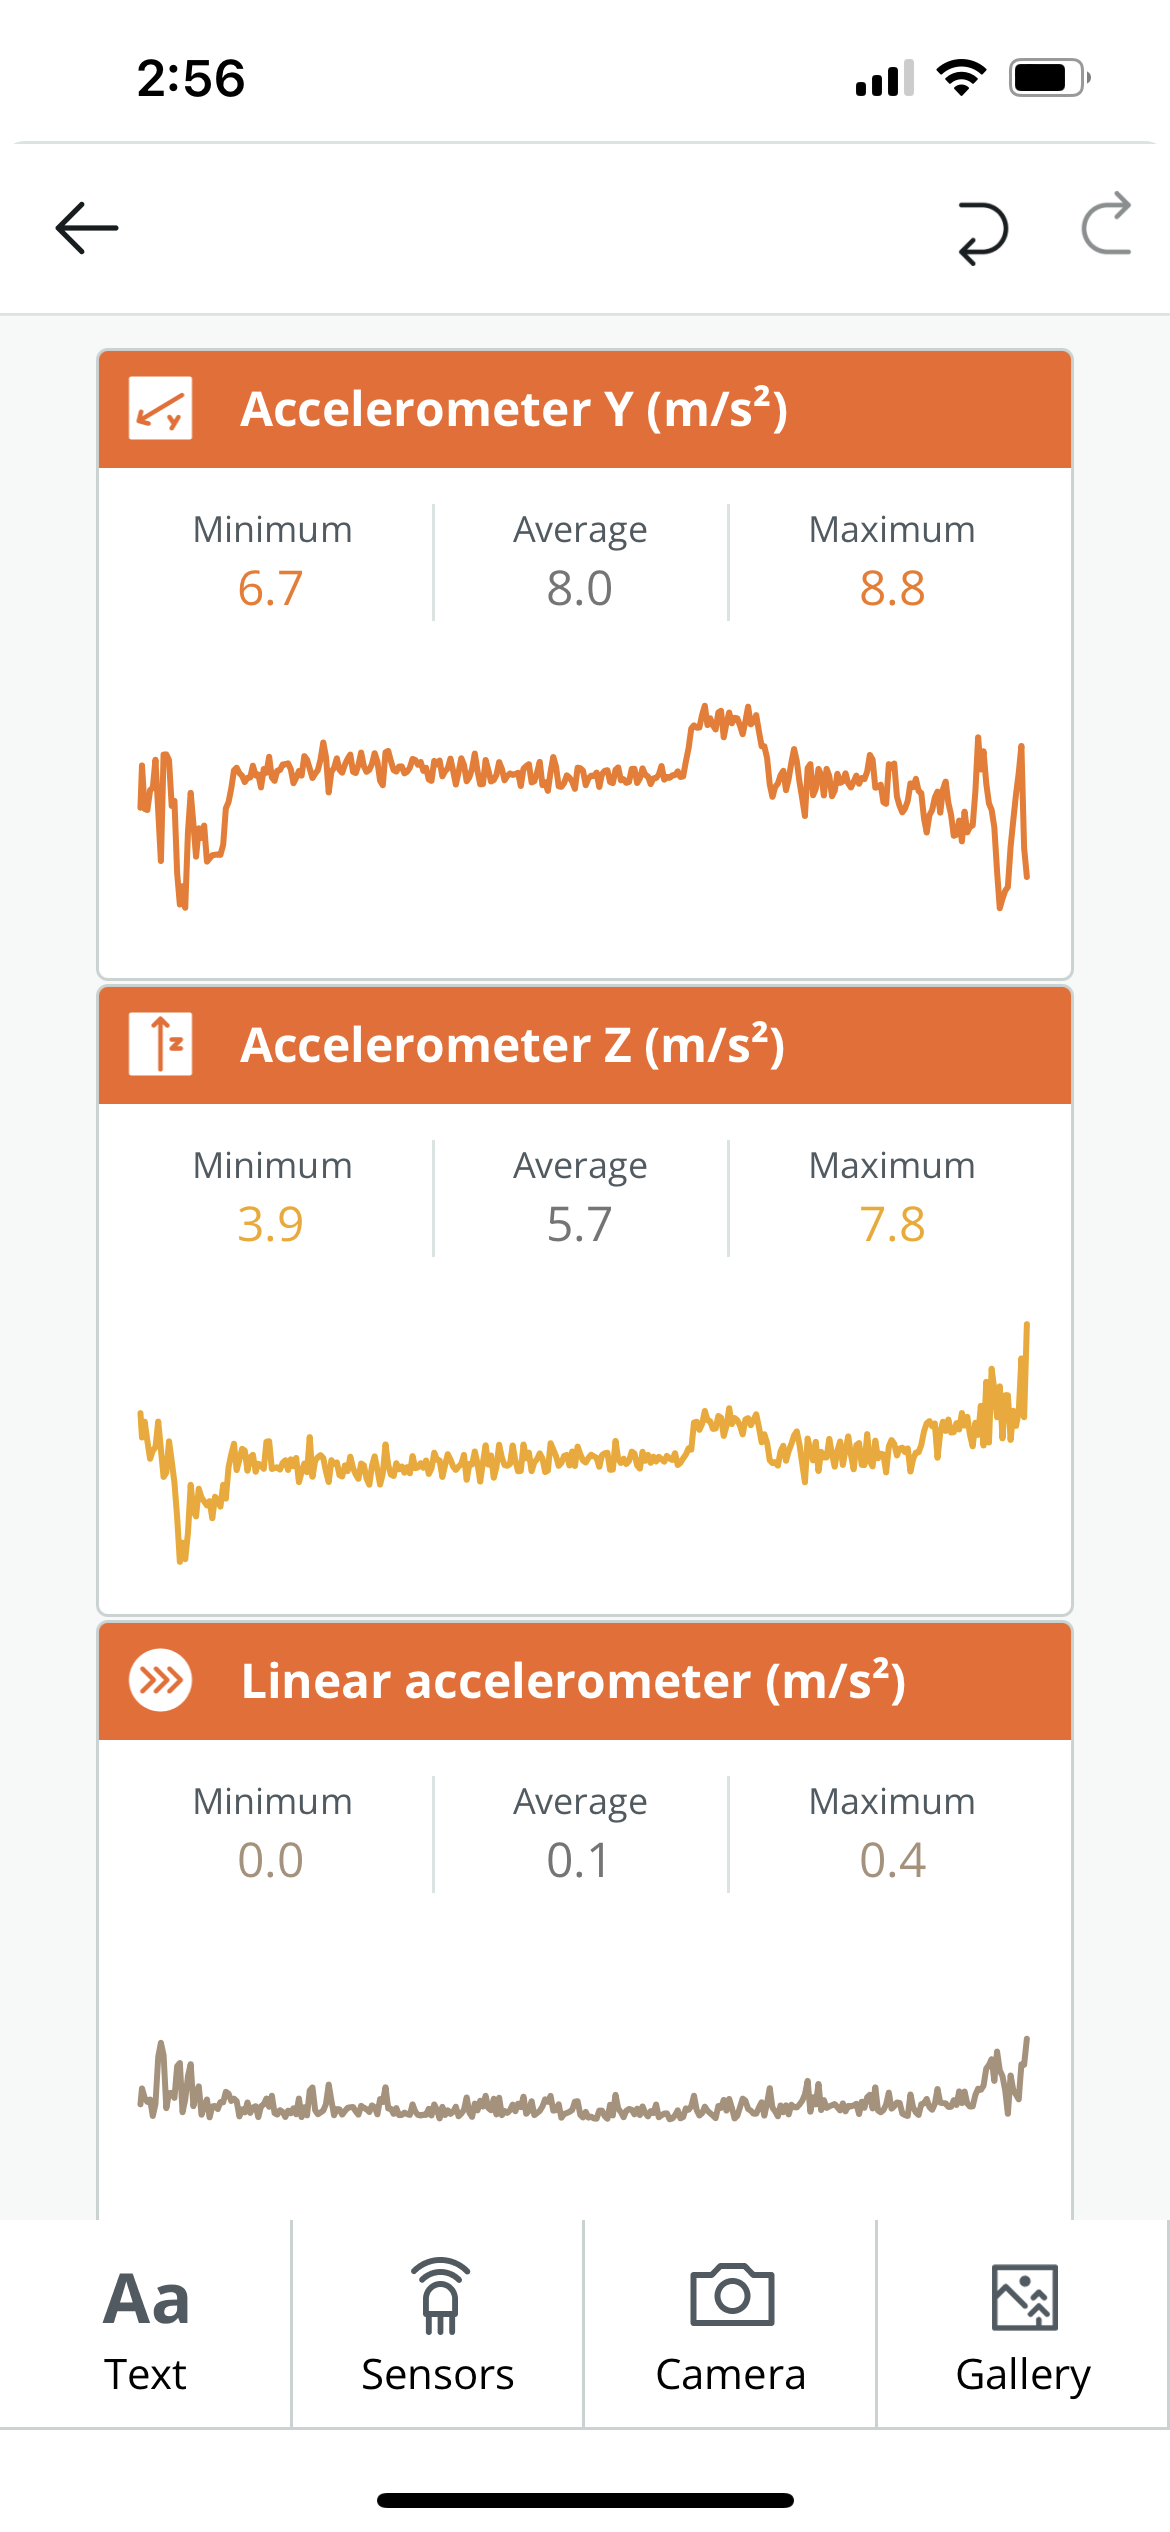 2:56
Y
Accelerometer Y (m/s²)
Minimum Average Maximum
6.7 8.0 8.8
Z
Accelerometer Z (m/s²)
Minimum Average Maximum
3.9 5.7 7.8
Linear accelerometer (m/s²)
Minimum Average Maximum
0.0 0.1 0.4
Aa
Text Sensors Camera Gallery